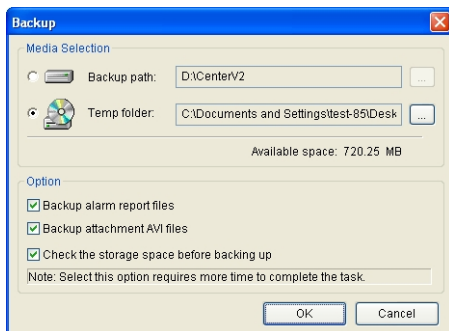 Backup
Media Selection
Backup path: D:\CenterV2 ...
Temp folder: C:\Documents and Settings\test-85\Desk ...
Available space: 720.25 MB
Option
Backup alarm report files
Backup attachment AVI files
Check the storage space before backing up
Note: Select this option requires more time to complete the task.
OK Cancel